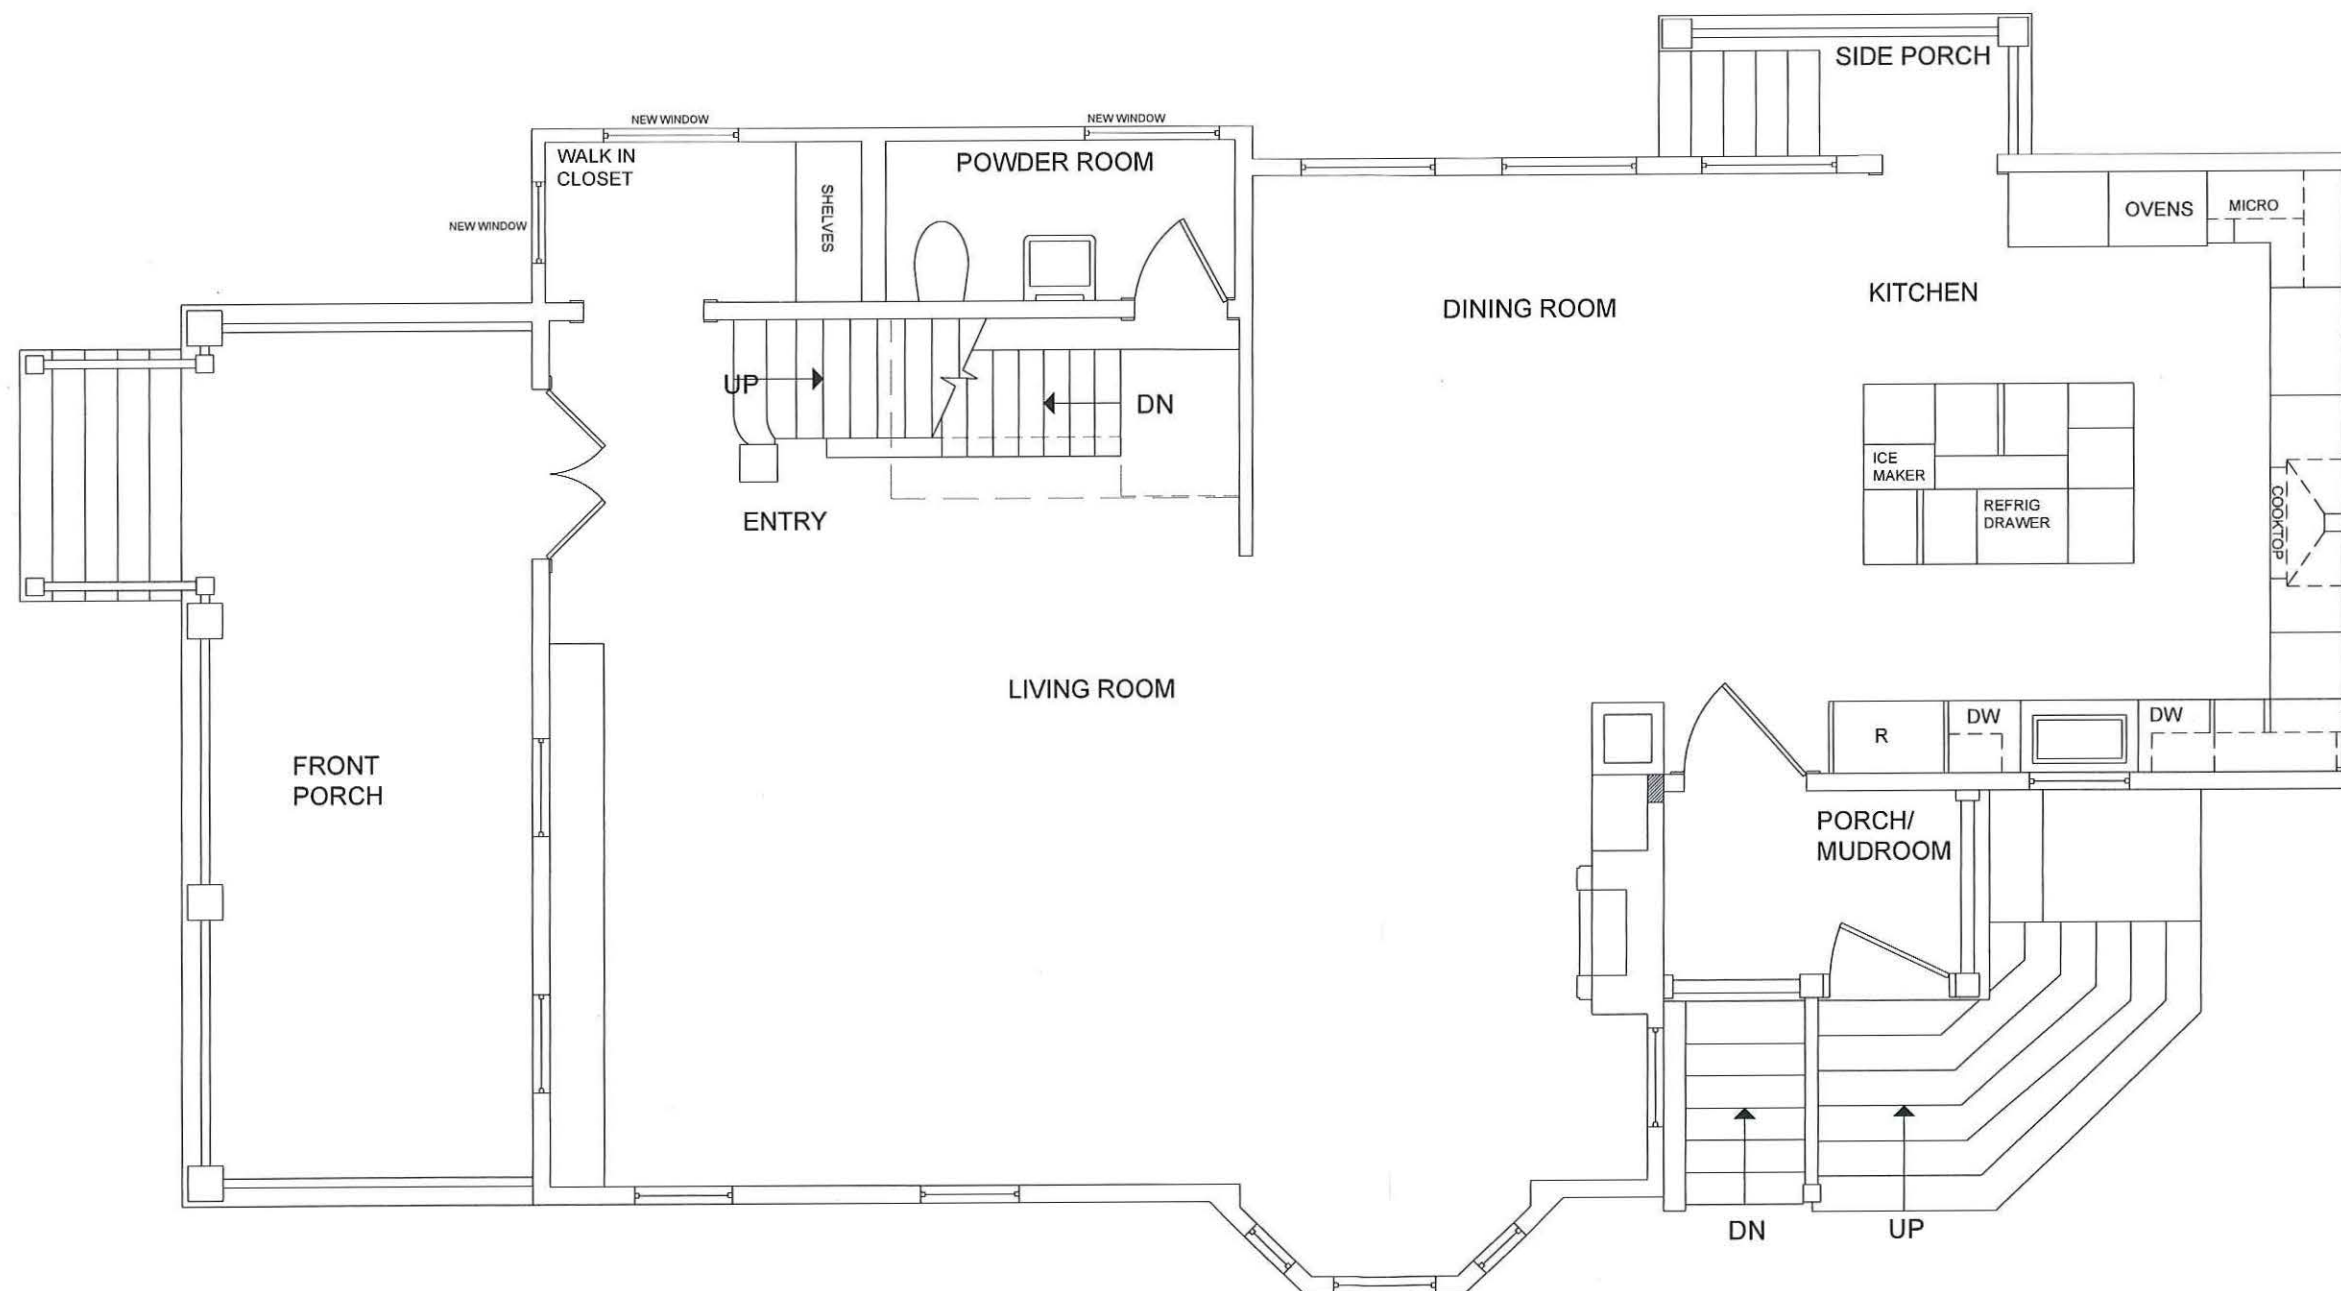 SIDE PORCH
NEW WINDOW
NEW WINDOW
WALK IN
CLOSET
POWDER ROOM
SHELVES
NEW WINDOW
OVENS
MICRO
KITCHEN
DINING ROOM
UP
DN
ICE
MAKER
REFRIG
DRAWER
COOKTOP
ENTRY
LIVING ROOM
R
DW
DW
FRONT
PORCH
PORCH/
MUDROOM
DN
UP